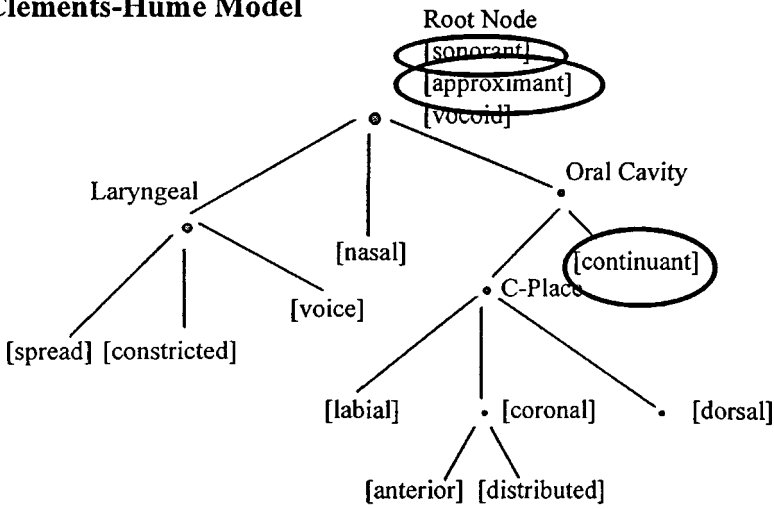 Clements-Hume Model
Root Node
[sonorant]
[approximant]
[vocoid]
Laryngeal
Oral Cavity
[nasal]
[continuant]
C-Place
[voice]
[spread] [constricted]
[labial]
[coronal]
[dorsal]
[anterior] [distributed]